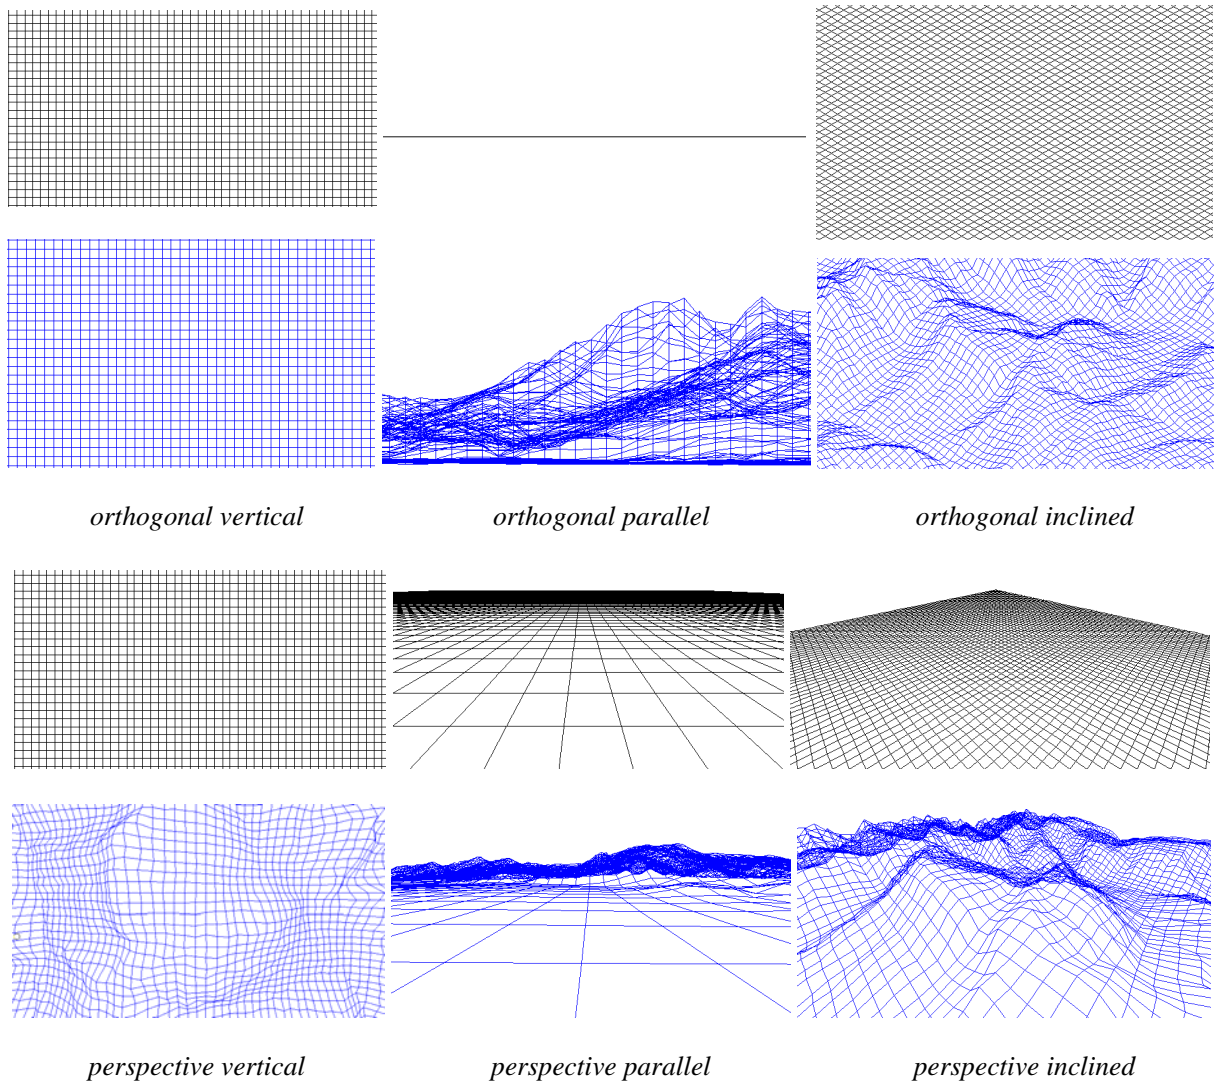 orthogonal vertical
orthogonal parallel
orthogonal inclined
perspective vertical
perspective parallel
perspective inclined